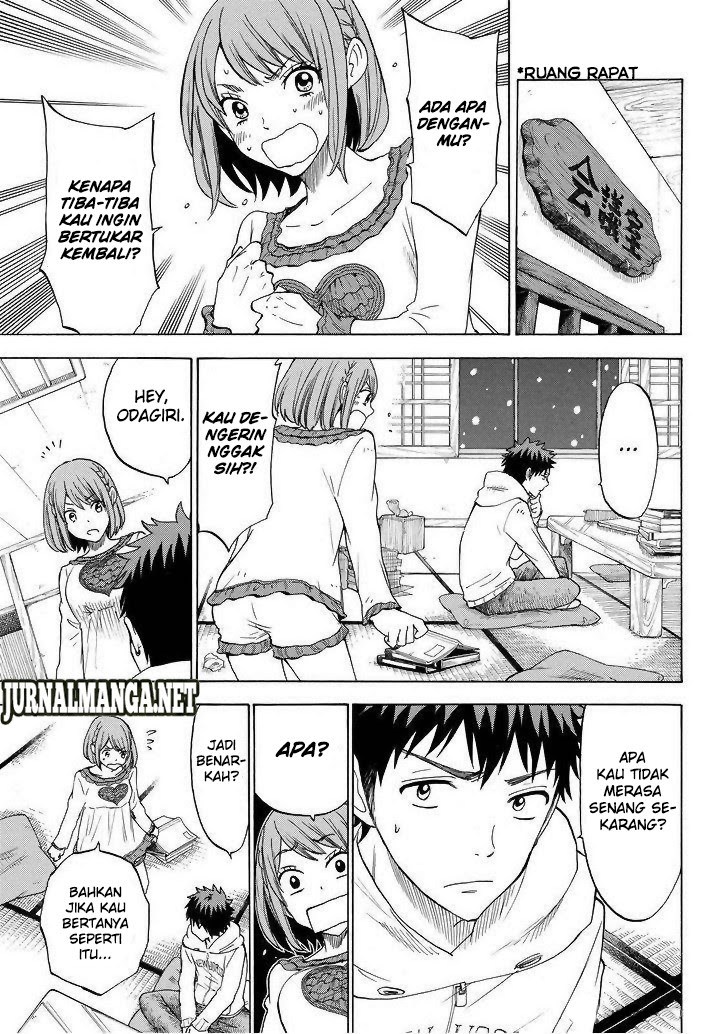 *RUANG RAPAT
会議室
ADA APA
DENGAN-
MU?
KENAPA
TIBA-TIBA
KAU INGIN
BERTUKAR
KEMBALI?
...
KAU DE-
NGERIN
NGGAK
SIH?!
HEY,
ODAGIRI.
JURNALMANGA.NET
APA
KAU TIDAK
MERASA
SENANG SE-
KARANG?
APA?
JADI
BENAR-
KAH?
BAHKAN
JIKA KAU
BERTANYA
SEPERTI
ITU...